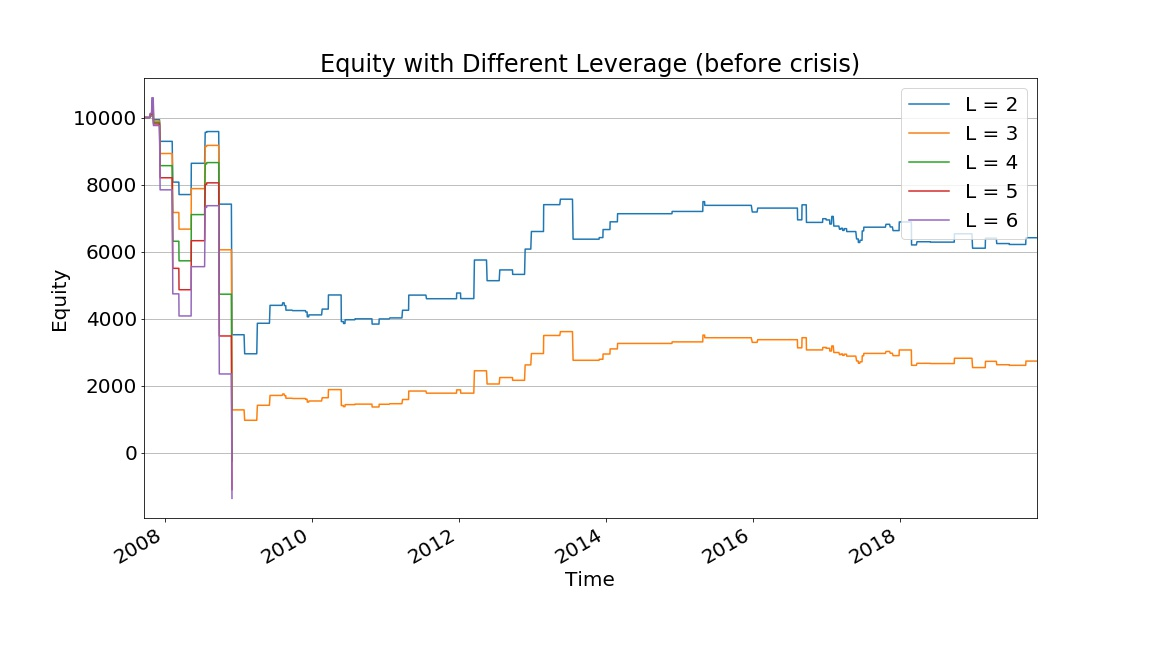 Equity with Different Leverage (before crisis)
L = 2
L = 3
L = 4
L = 5
L = 6
10000
8000
6000
4000
2000
0
Equity
2008
2010
2012
2014
2016
2018
Time